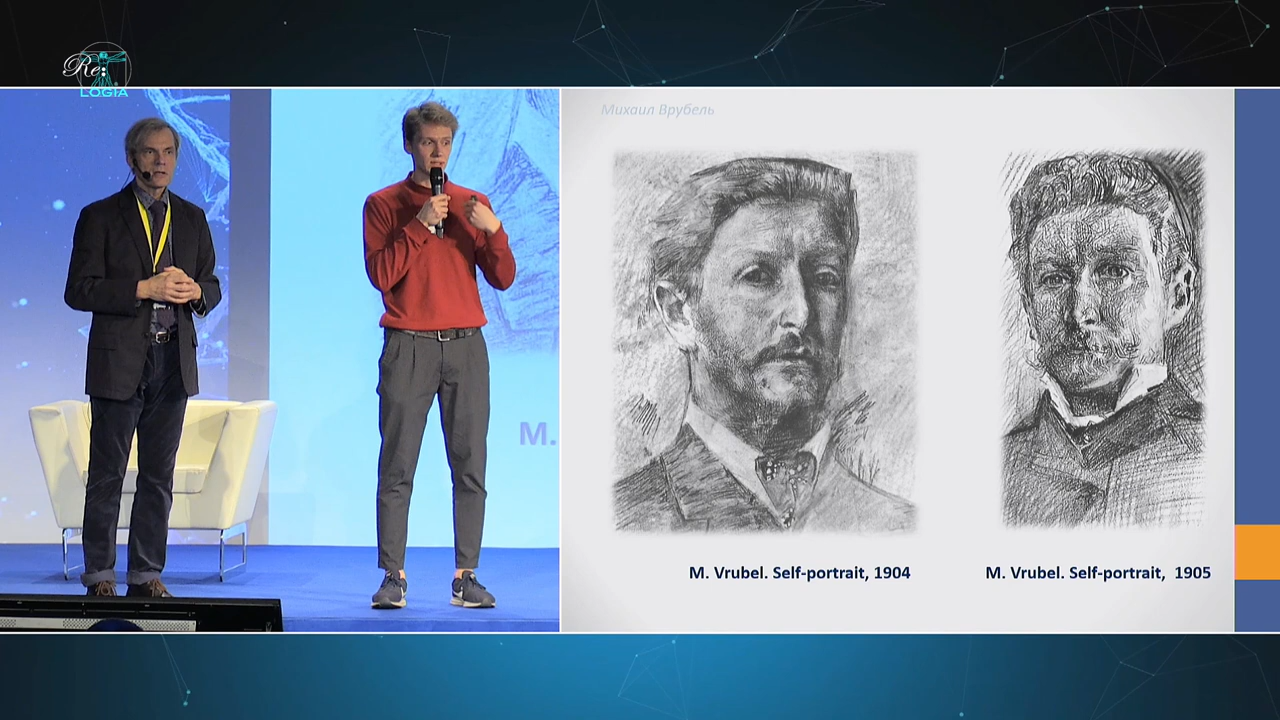 Re:
LOGIA
Михаил Врубель
M.
M. Vrubel. Self-portrait, 1904
M. Vrubel. Self-portrait, 1905